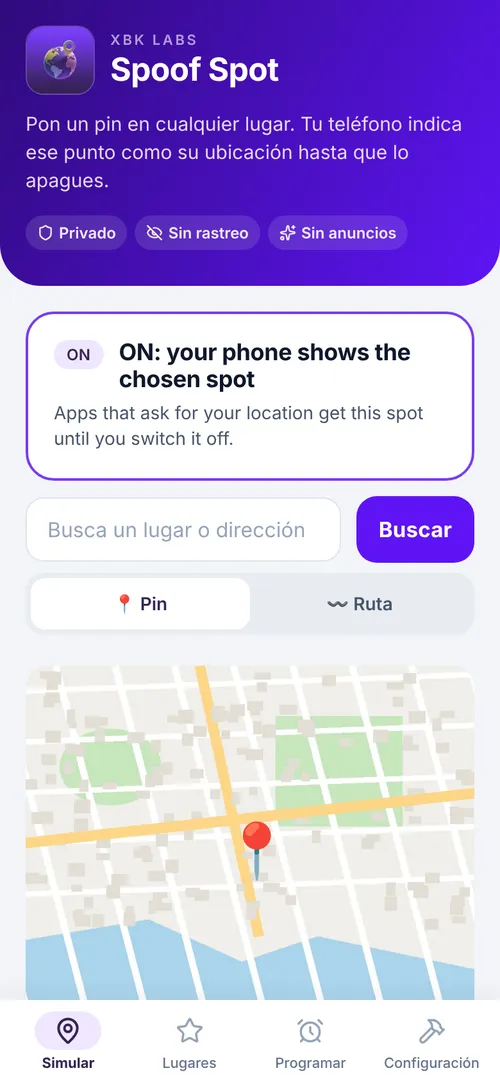 XBK LABS
Spoof Spot
Pon un pin en cualquier lugar. Tu teléfono indica
ese punto como su ubicación hasta que lo
apagues.
Privado
Sin rastreo
Sin anuncios
ON
ON: your phone shows the
chosen spot
Apps that ask for your location get this spot
until you switch it off.
Busca un lugar o dirección
Buscar
Pin
Ruta
Simular
Lugares
Programar
Configuración